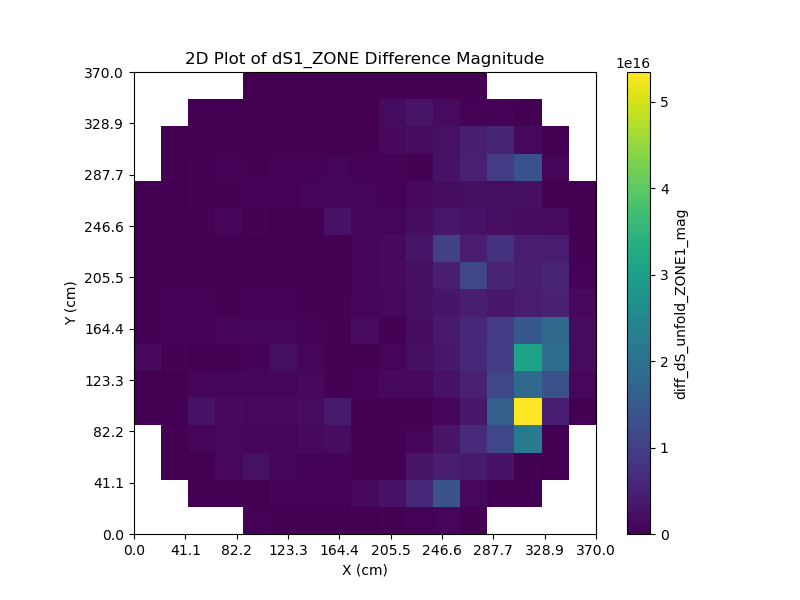 2D Plot of dS1_ZONE Difference Magnitude
1e16
370.0
328.9
287.7
246.6
205.5
164.4
123.3
82.2
41.1
0.0
Y (cm)
0.0 41.1 82.2 123.3 164.4 205.5 246.6 287.7 328.9 370.0
X (cm)
5
4
3
2
1
0
diff_dS_unfold_ZONE1_mag